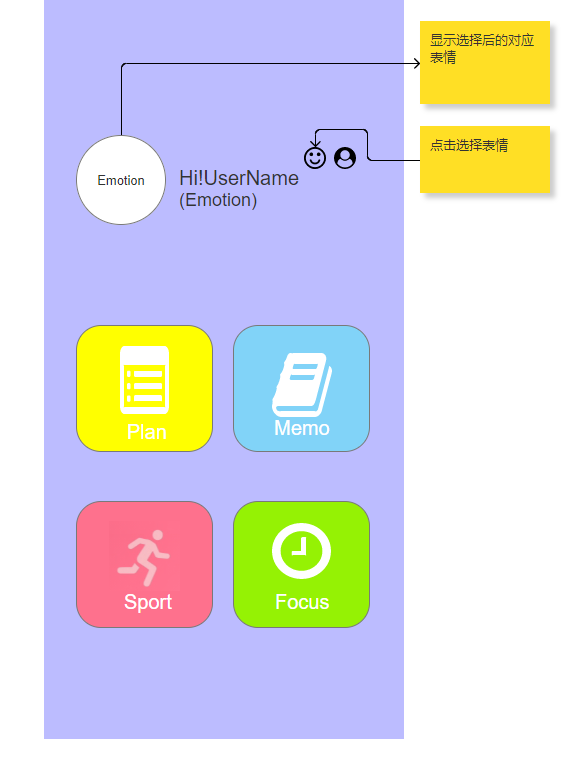 显示选择后的对应
表情
点击选择表情
Emotion
Hi!UserName
(Emotion)
Plan
Memo
Sport
Focus